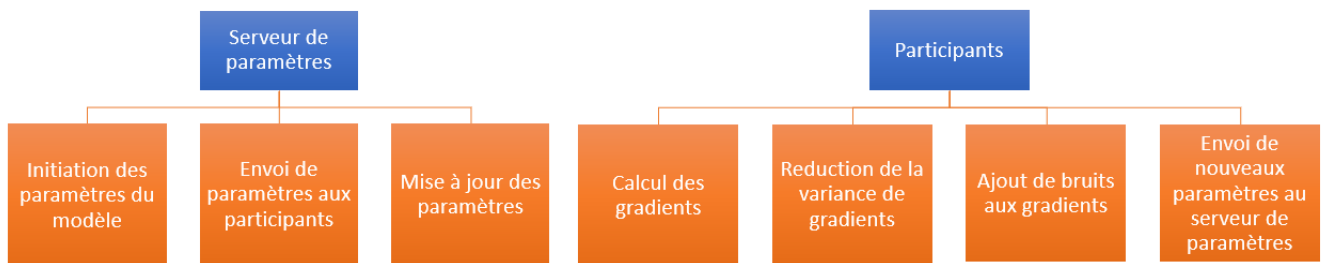 Serveur de
paramètres
Participants
Initiation des
paramètres du
modèle
Envoi de
paramètres aux
participants
Mise à jour des
paramètres
Calcul des
gradients
Reduction de la
variance de
gradients
Ajout de bruits
aux gradients
Envoi de
nouveaux
paramètres au
serveur de
paramètres